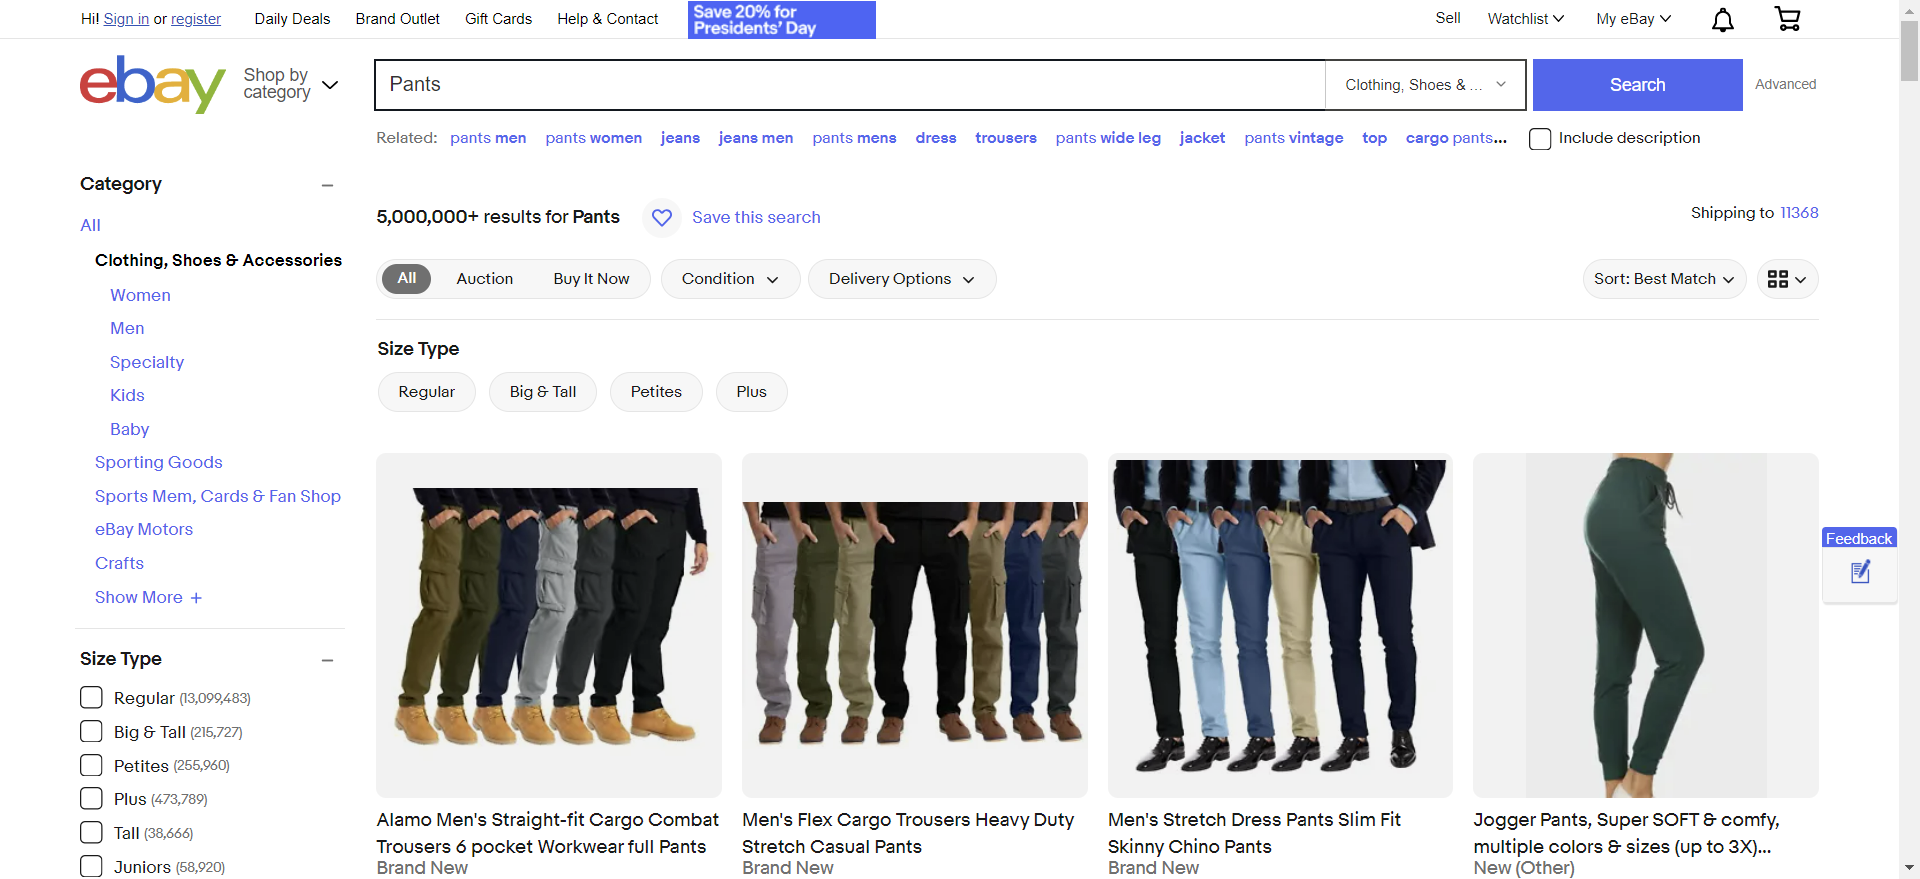 Hi! Sign in or register
Daily Deals
Brand Outlet
Gift Cards
Help & Contact
Save 20% for
Presidents' Day
Sell
Watchlist
My eBay
ebay
Shop by
category
Pants
Clothing, Shoes & ...
Search
Advanced
Related: pants men pants women jeans jeans men pants mens dress trousers pants wide leg jacket pants vintage top cargo pants...
Include description
Category
All
Clothing, Shoes & Accessories
Women
Men
Specialty
Kids
Baby
Sporting Goods
Sports Mem, Cards & Fan Shop
eBay Motors
Crafts
Show More
Size Type
Regular (13,099,483)
Big & Tall (215,727)
Petites (255,960)
Plus (473,789)
Tall (38,666)
Juniors (58,920)
5,000,000+ results for Pants
Save this search
Shipping to 11368
All
Auction
Buy It Now
Condition
Delivery Options
Sort: Best Match
Size Type
Regular
Big & Tall
Petites
Plus
Alamo Men's Straight-fit Cargo Combat
Trousers 6 pocket Workwear full Pants
Brand New
Men's Flex Cargo Trousers Heavy Duty
Stretch Casual Pants
Brand New
Men's Stretch Dress Pants Slim Fit
Skinny Chino Pants
Brand New
Jogger Pants, Super SOFT & comfy,
multiple colors & sizes (up to 3X)...
New (Other)
Feedback